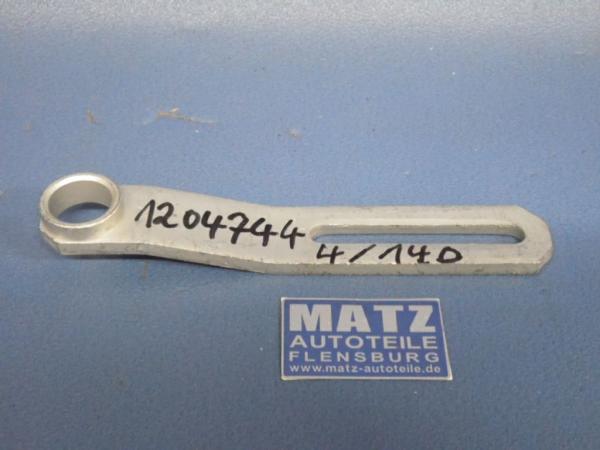 1204744
4/140
MATZ
AUTOTEILE
FLENSBURG
www.matz-autoteile.de